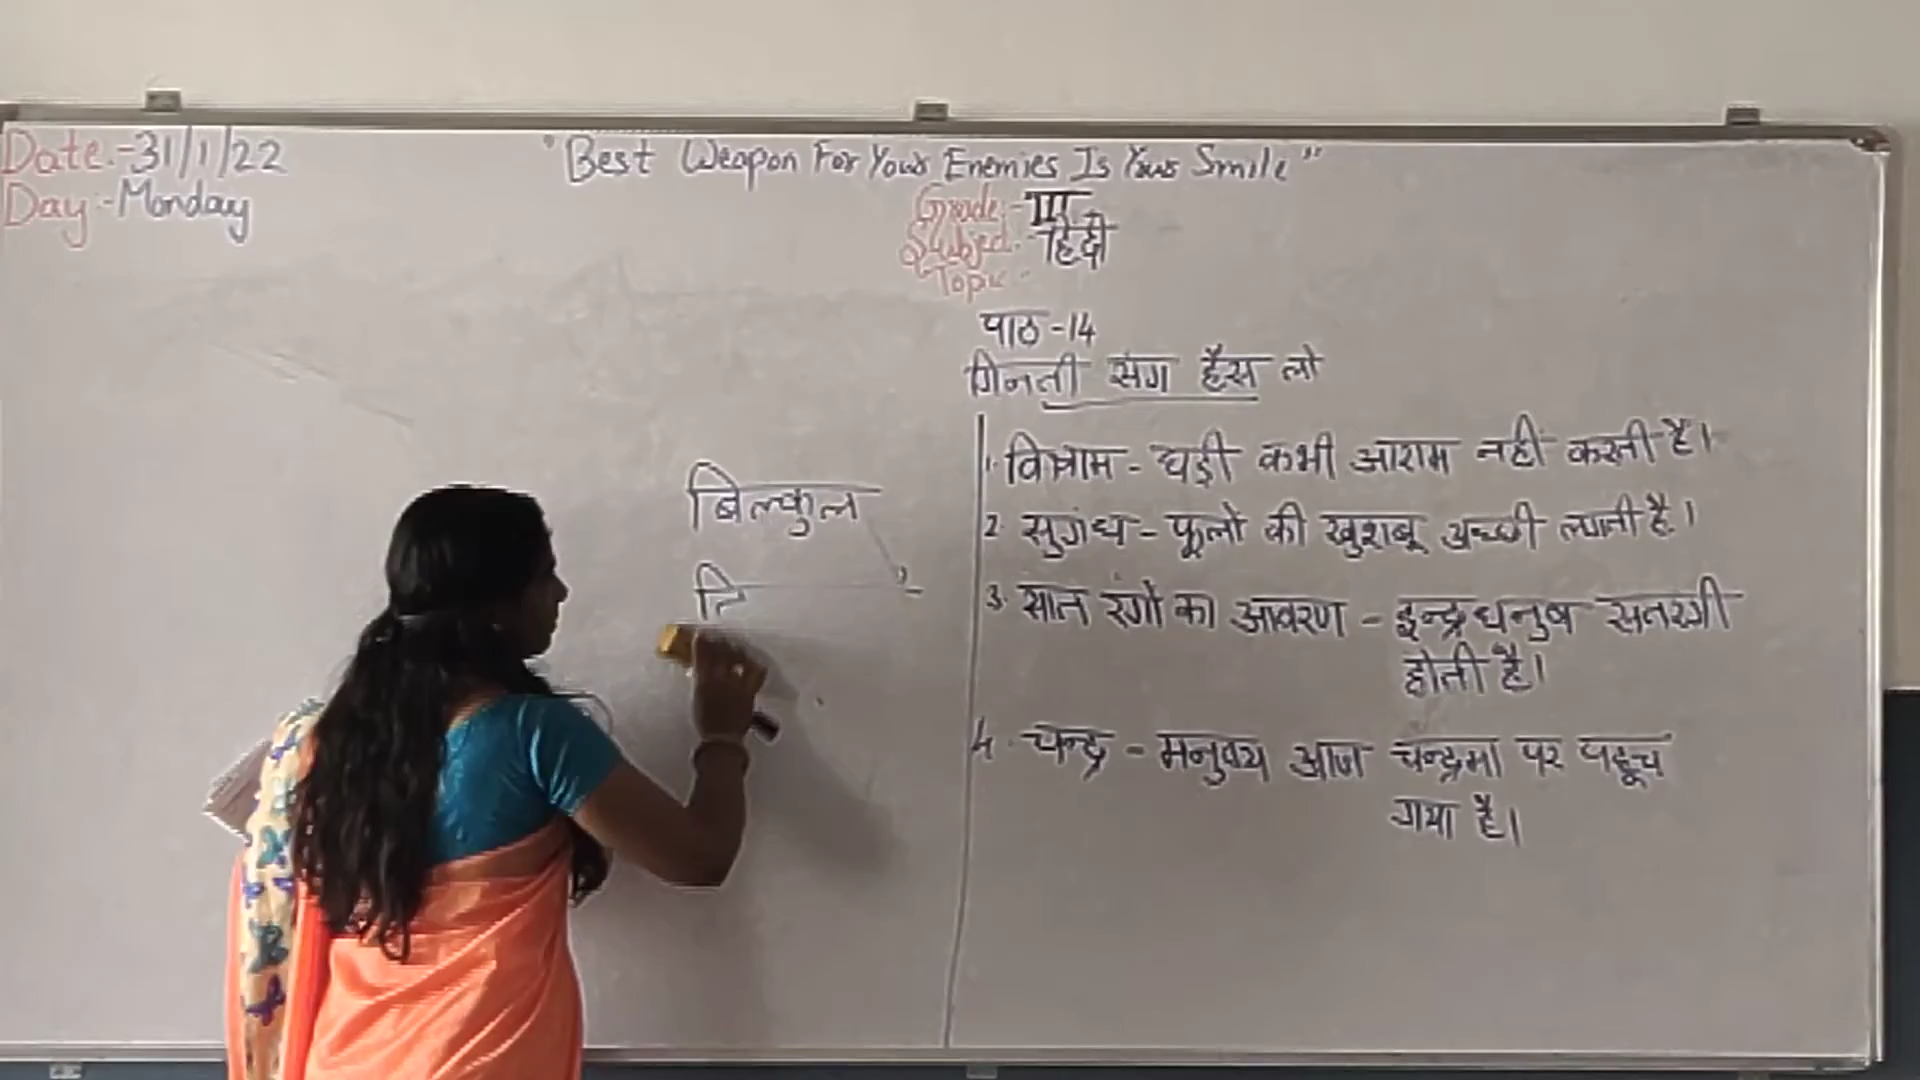 Date:-31/1/22
Day:-Monday
"Best Weapon For Your Enemies Is Your Smile"
Grade:-III
Subject:-हिंदी
Topic:-
पाठ-14
गिनती संग हँस लो
1. विश्राम - घड़ी कभी आराम नही करती है।
2. सुगंध - फूलो की खुशबू अच्छी लगती है।
3. सात रंगो का आवरण - इन्द्रधनुष सतरंगी
होती है।
4. चन्द्र - मनुष्य आज चन्द्रमा पर पहूच
गया है।
बिल्कुल
ति